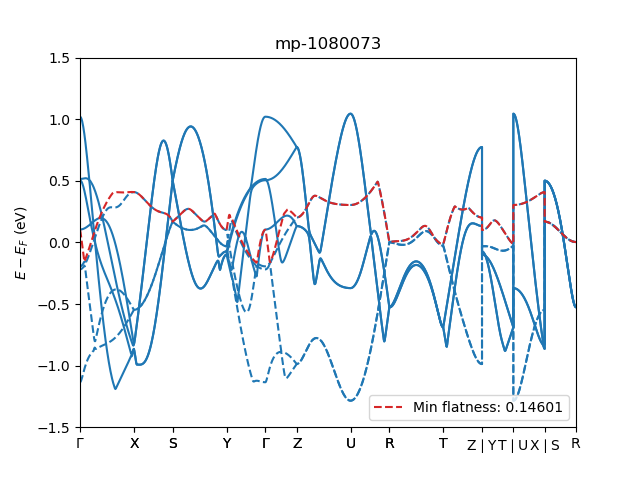 mp-1080073
E − E_F (eV)
1.5
1.0
0.5
0.0
−0.5
−1.0
−1.5
Min flatness: 0.14601
Γ X S Y Γ Z U R T Z | Y T | U X | S R